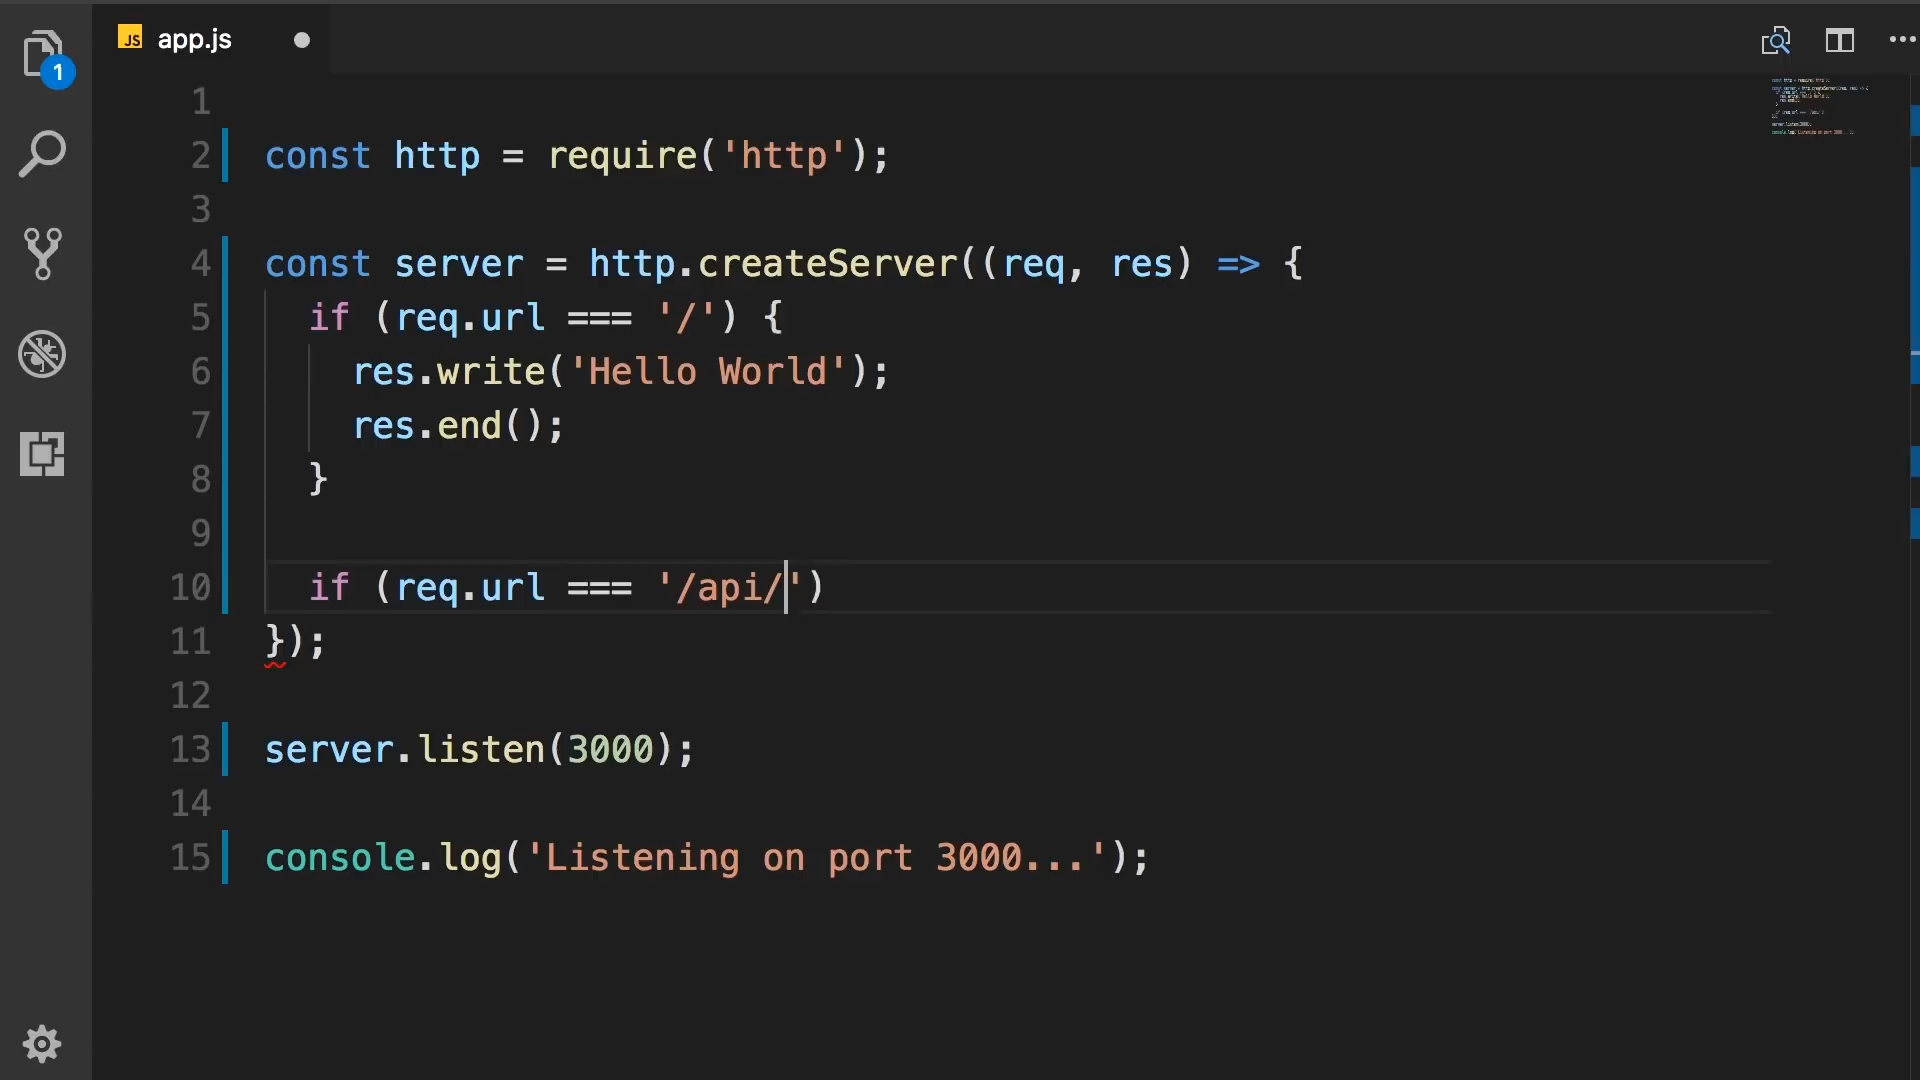 JS app.js
1
1
2 const http = require('http');
3
4 const server = http.createServer((req, res) => {
5 if (req.url === '/') {
6 res.write('Hello World');
7 res.end();
8 }
9
10 if (req.url === '/api/')
11 });
12
13 server.listen(3000);
14
15 console.log('Listening on port 3000...');